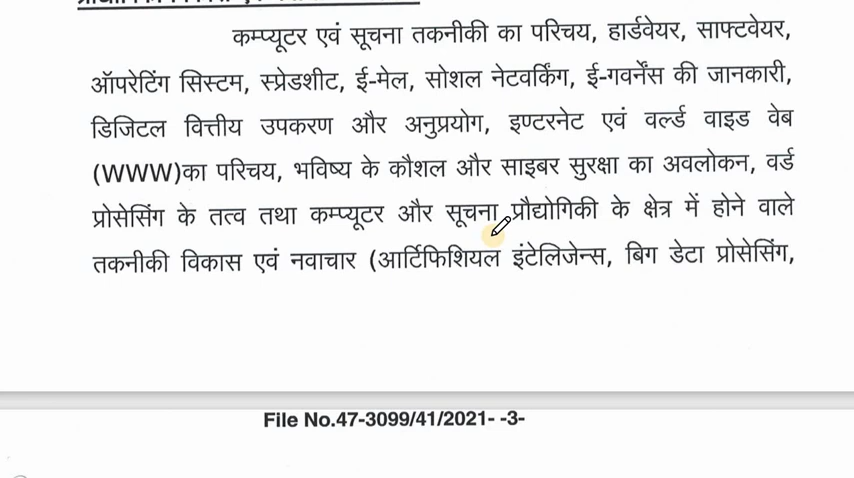 कम्प्यूटर एवं सूचना तकनीकी का परिचय, हार्डवेयर, साफ्टवेयर,
ऑपरेटिंग सिस्टम, स्प्रेडशीट, ई-मेल, सोशल नेटवर्किंग, ई-गवर्नेंस की जानकारी,
डिजिटल वित्तीय उपकरण और अनुप्रयोग, इण्टरनेट एवं वर्ल्ड वाइड वेब
(WWW)का परिचय, भविष्य के कौशल और साइबर सुरक्षा का अवलोकन, वर्ड
प्रोसेसिंग के तत्व तथा कम्प्यूटर और सूचना प्रौद्योगिकी के क्षेत्र में होने वाले
तकनीकी विकास एवं नवाचार (आर्टिफिशियल इंटेलिजेन्स, बिग डेटा प्रोसेसिंग,
File No.47-3099/41/2021- -3-